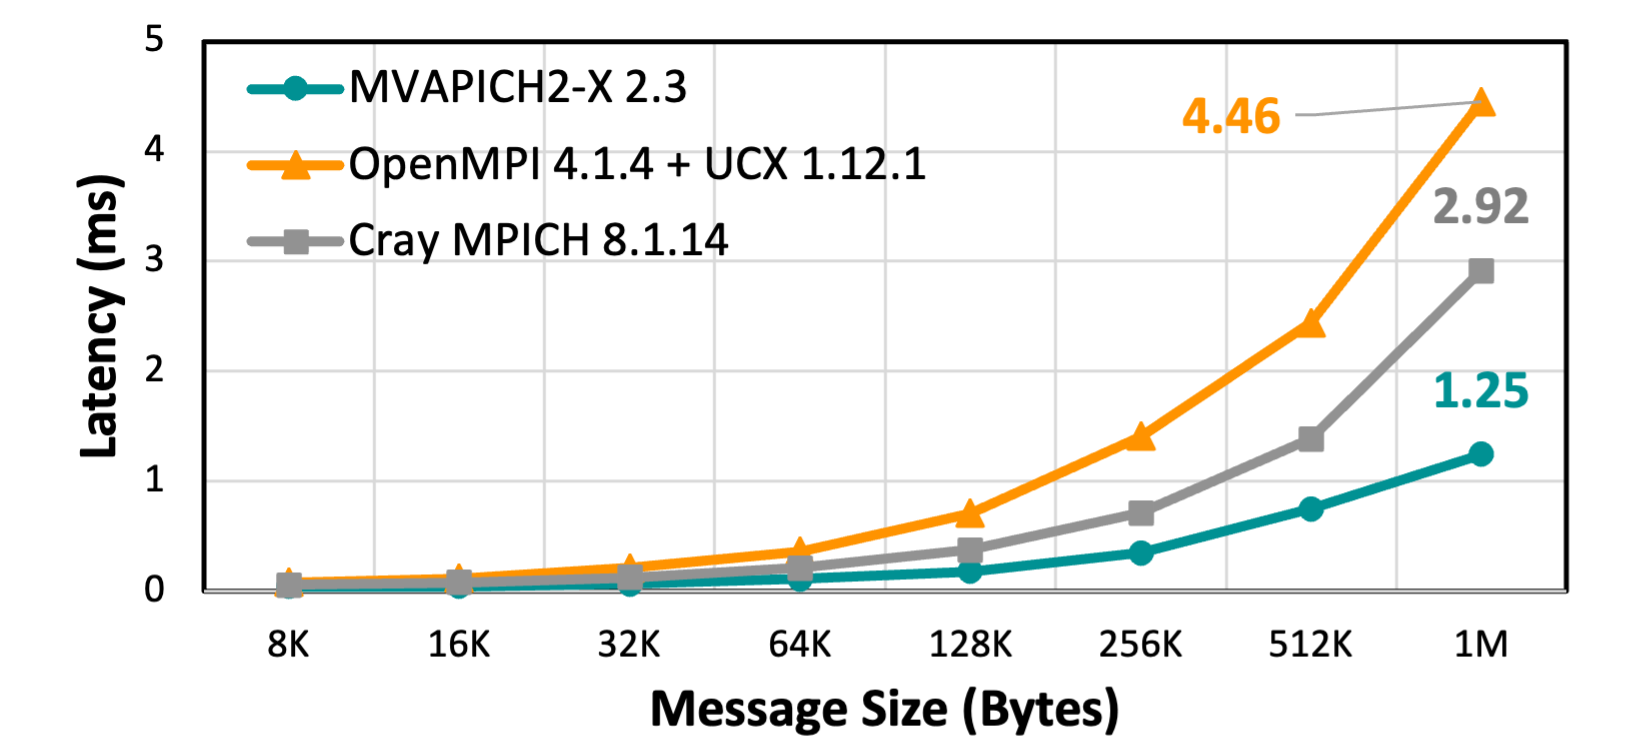 5
4
3
2
1
0
Latency (ms)
MVAPICH2-X 2.3
OpenMPI 4.1.4 + UCX 1.12.1
Cray MPICH 8.1.14
4.46
2.92
1.25
8K 16K 32K 64K 128K 256K 512K 1M
Message Size (Bytes)